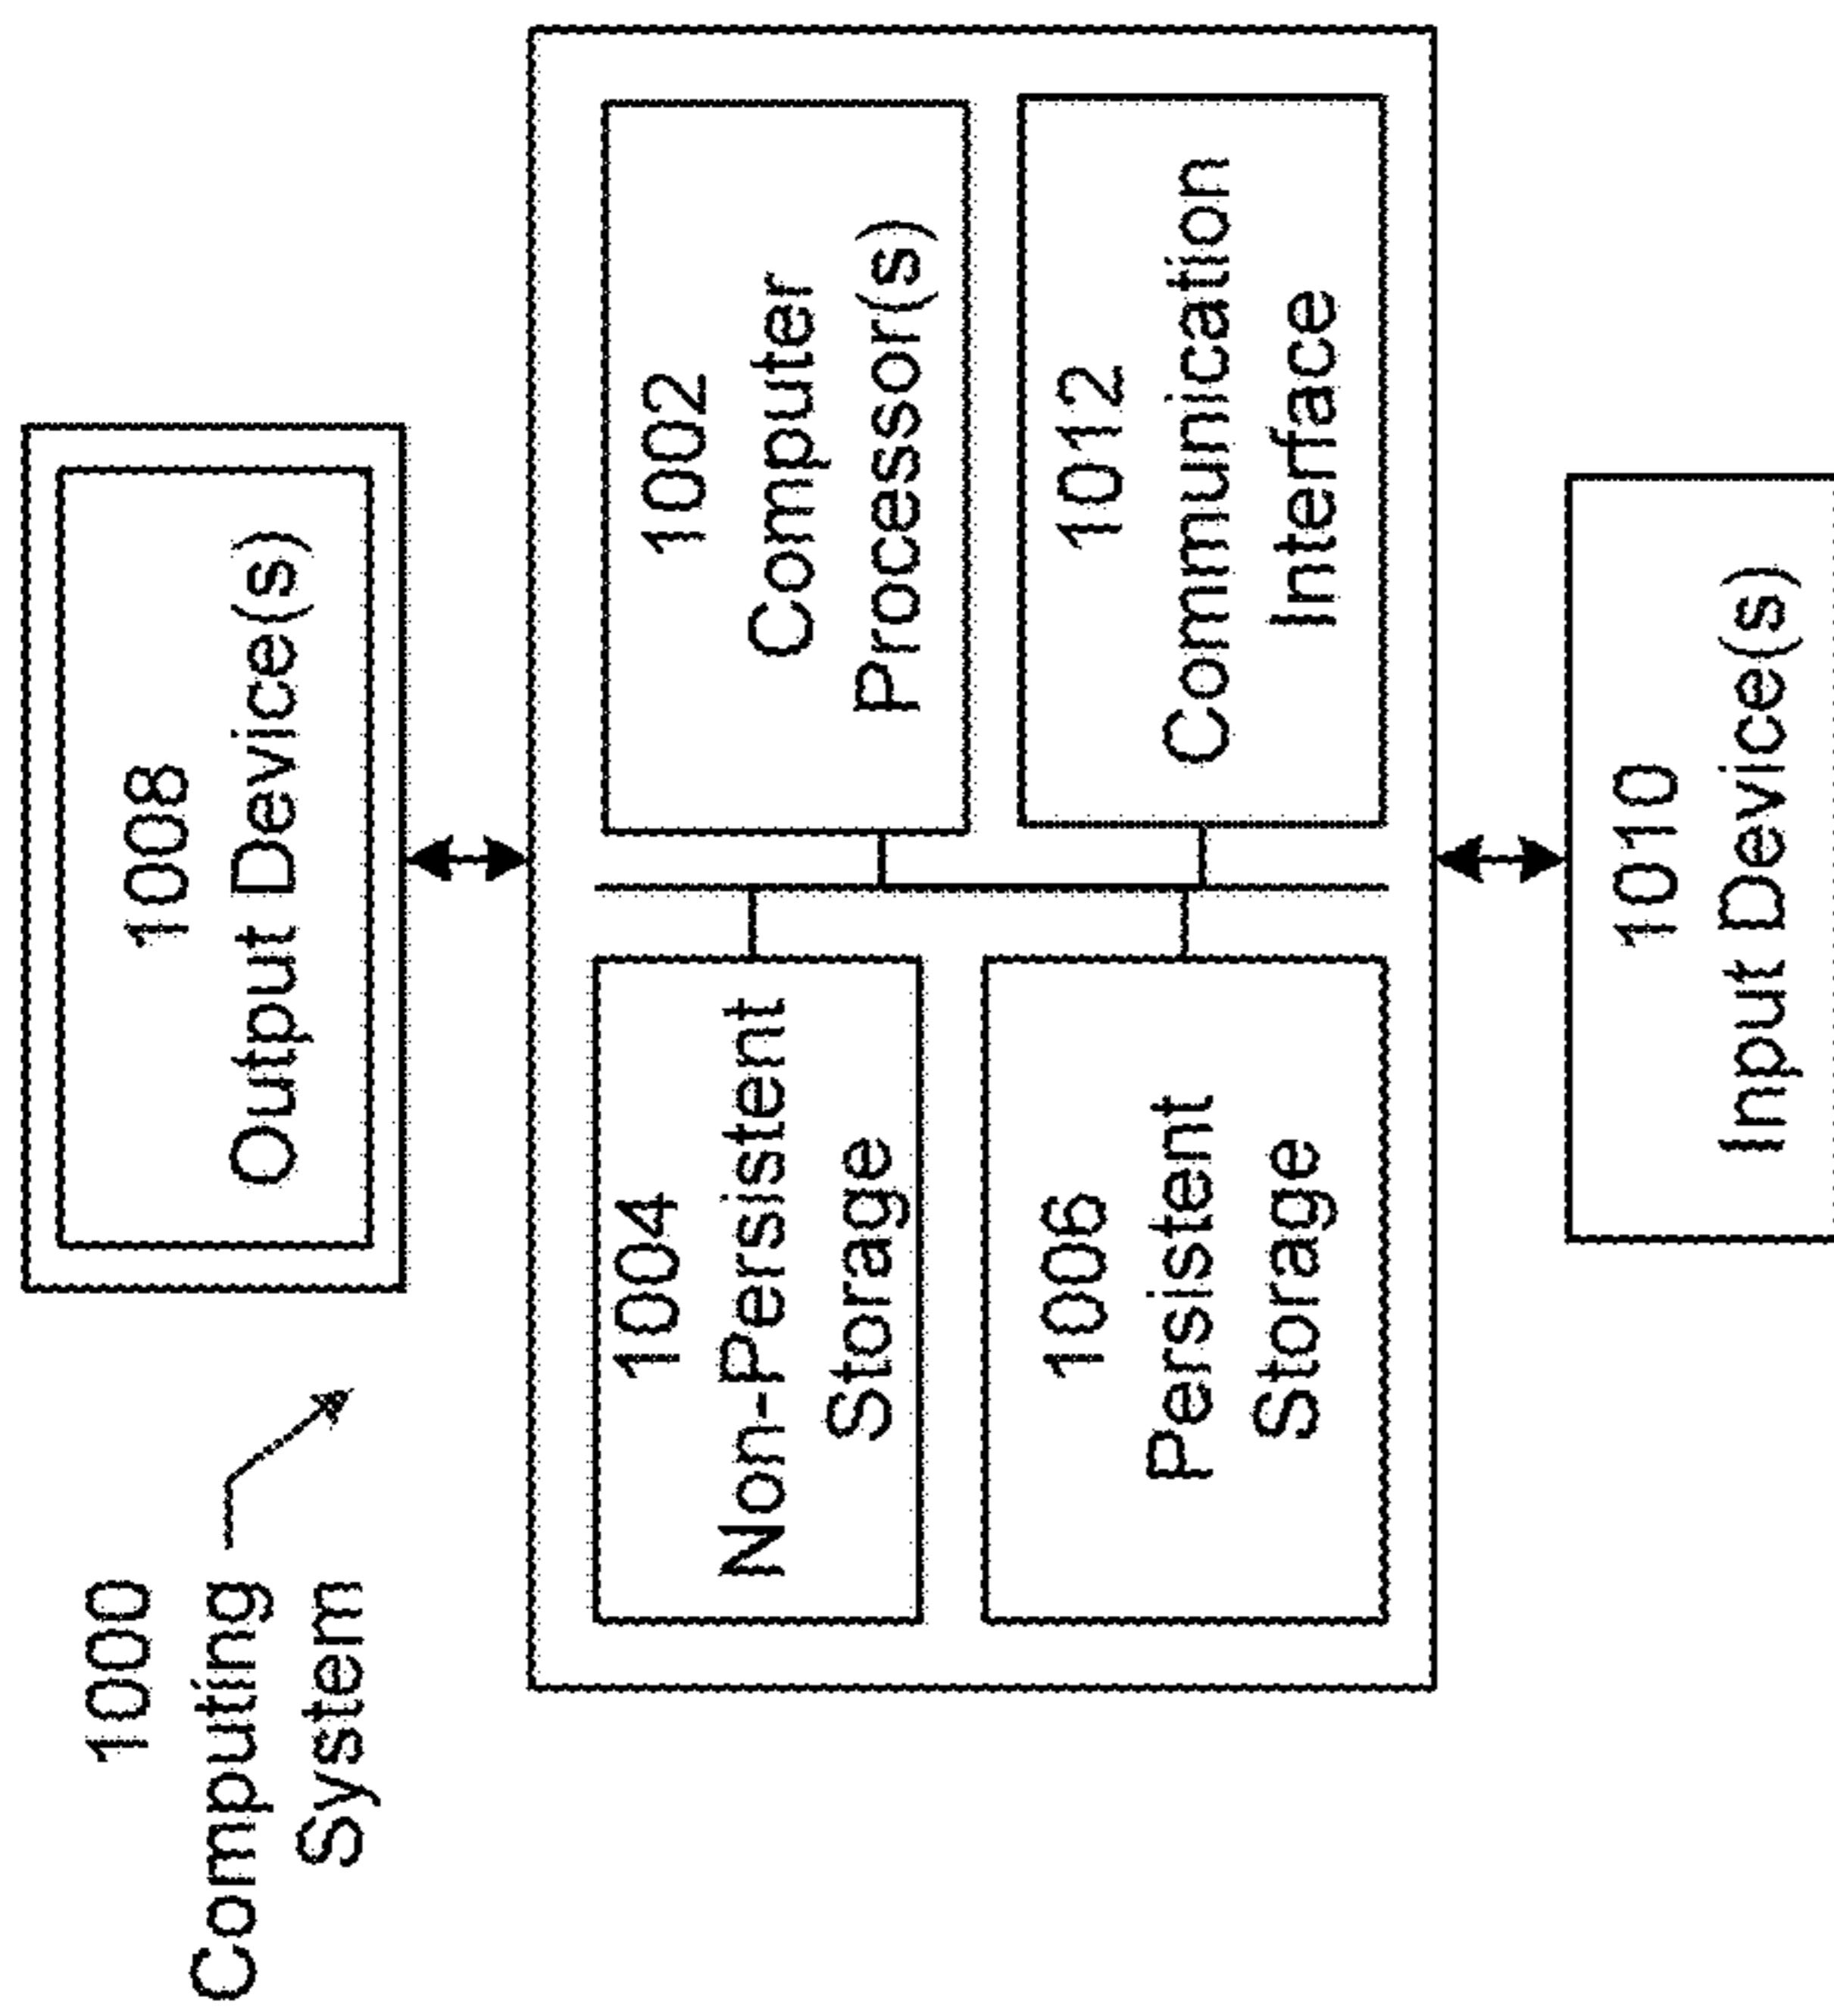 1000
Computing
System
1008
Output Device(s)
1004
Non-Persistent
Storage
1002
Computer
Processor(s)
1006
Persistent
Storage
1012
Communication
Interface
1010
Input Device(s)